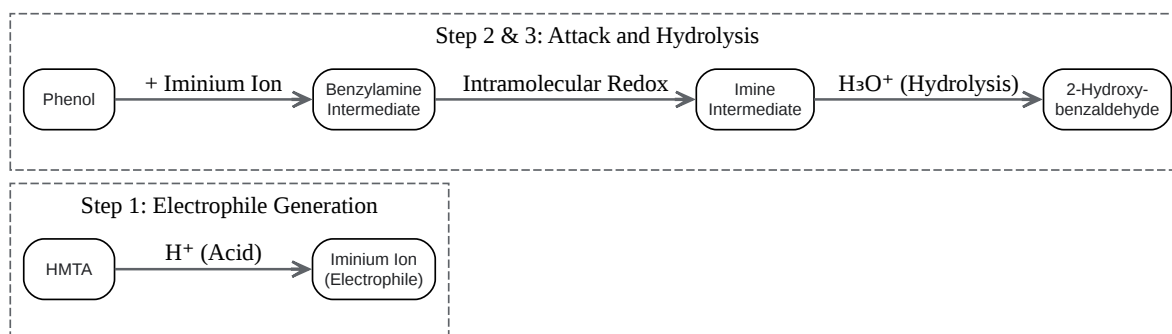 Step 2 & 3: Attack and Hydrolysis
Phenol
+ Iminium Ion
Benzylamine
Intermediate
Intramolecular Redox
Imine
Intermediate
H₃O⁺ (Hydrolysis)
2-Hydroxy-
benzaldehyde
Step 1: Electrophile Generation
HMTA
H⁺ (Acid)
Iminium Ion
(Electrophile)